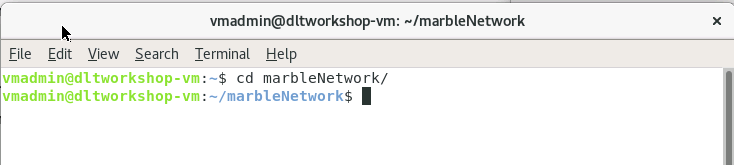 vmadmin@dltworkshop-vm: ~/marbleNetwork
File Edit View Search Terminal Help
vmadmin@dltworkshop-vm:~$ cd marbleNetwork/
vmadmin@dltworkshop-vm:~/marbleNetwork$